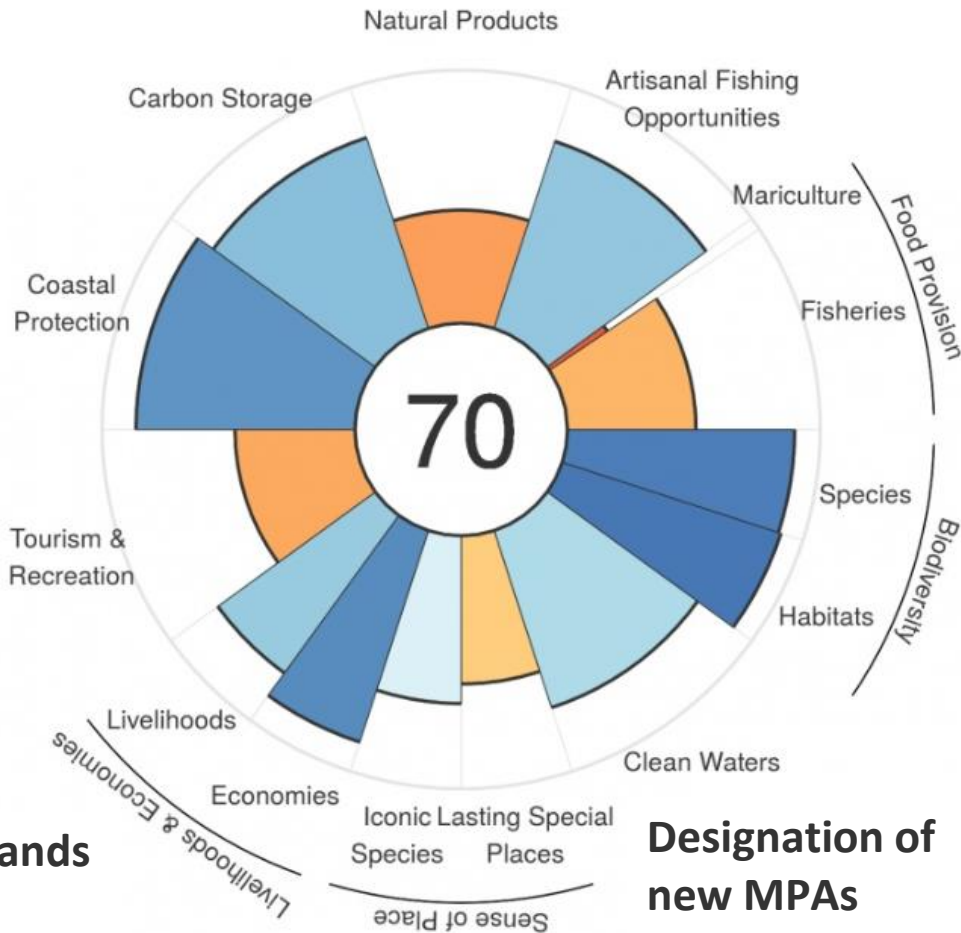 Natural Products
Carbon Storage
Artisanal Fishing
Opportunities
Mariculture
Food Provision
Coastal
Protection
Fisheries
70
Species
Biodiversity
Tourism &
Recreation
Habitats
Livelihoods
Clean Waters
Economies
Livelihoods & Economies
Iconic
Species
Lasting Special
Places
Sense of Place
ands
Designation of
new MPAs